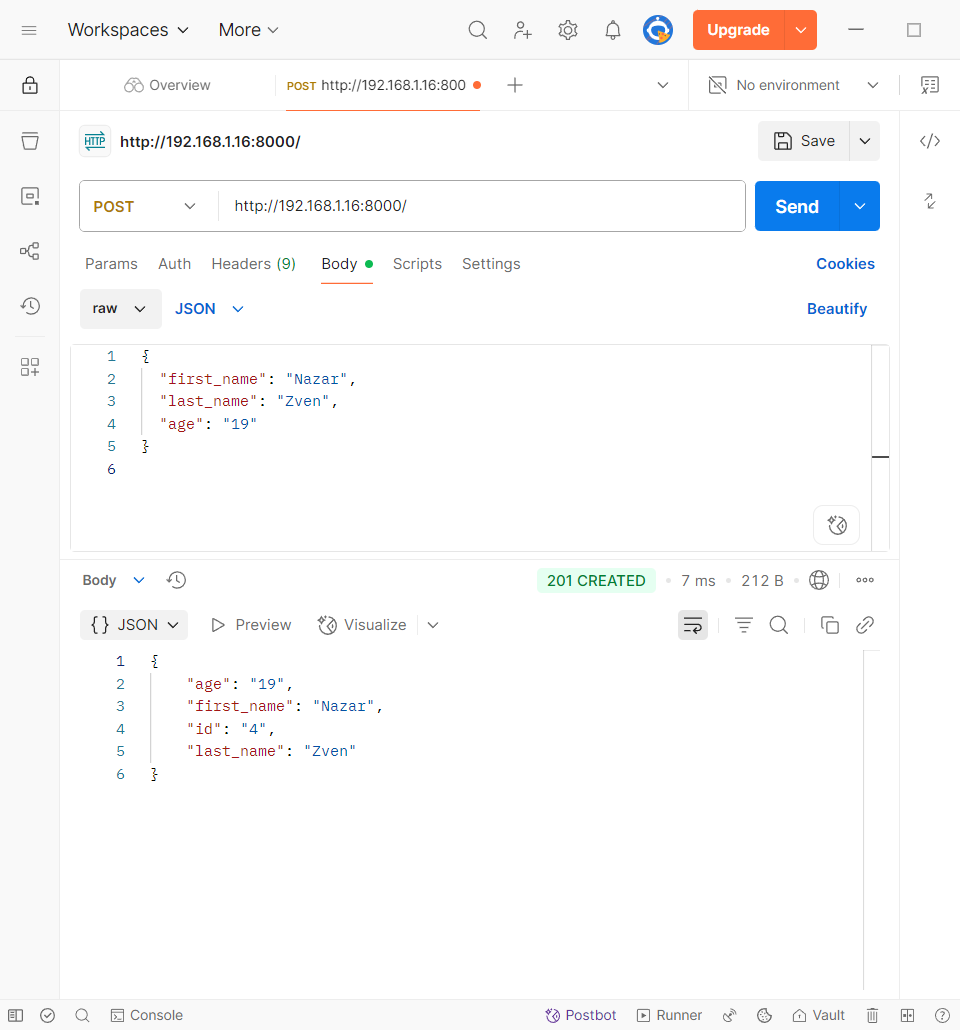 Workspaces More Upgrade
Overview POST http://192.168.1.16:800 No environment
HTTP http://192.168.1.16:8000/ Save
POST http://192.168.1.16:8000/ Send
Params Auth Headers (9) Body Scripts Settings Cookies
raw JSON Beautify
1 {
2 "first_name": "Nazar",
3 "last_name": "Zven",
4 "age": "19"
5 }
6
Body 201 CREATED 7 ms 212 B
{} JSON Preview Visualize
1 {
2 "age": "19",
3 "first_name": "Nazar",
4 "id": "4",
5 "last_name": "Zven"
6 }
Console Postbot Runner Vault